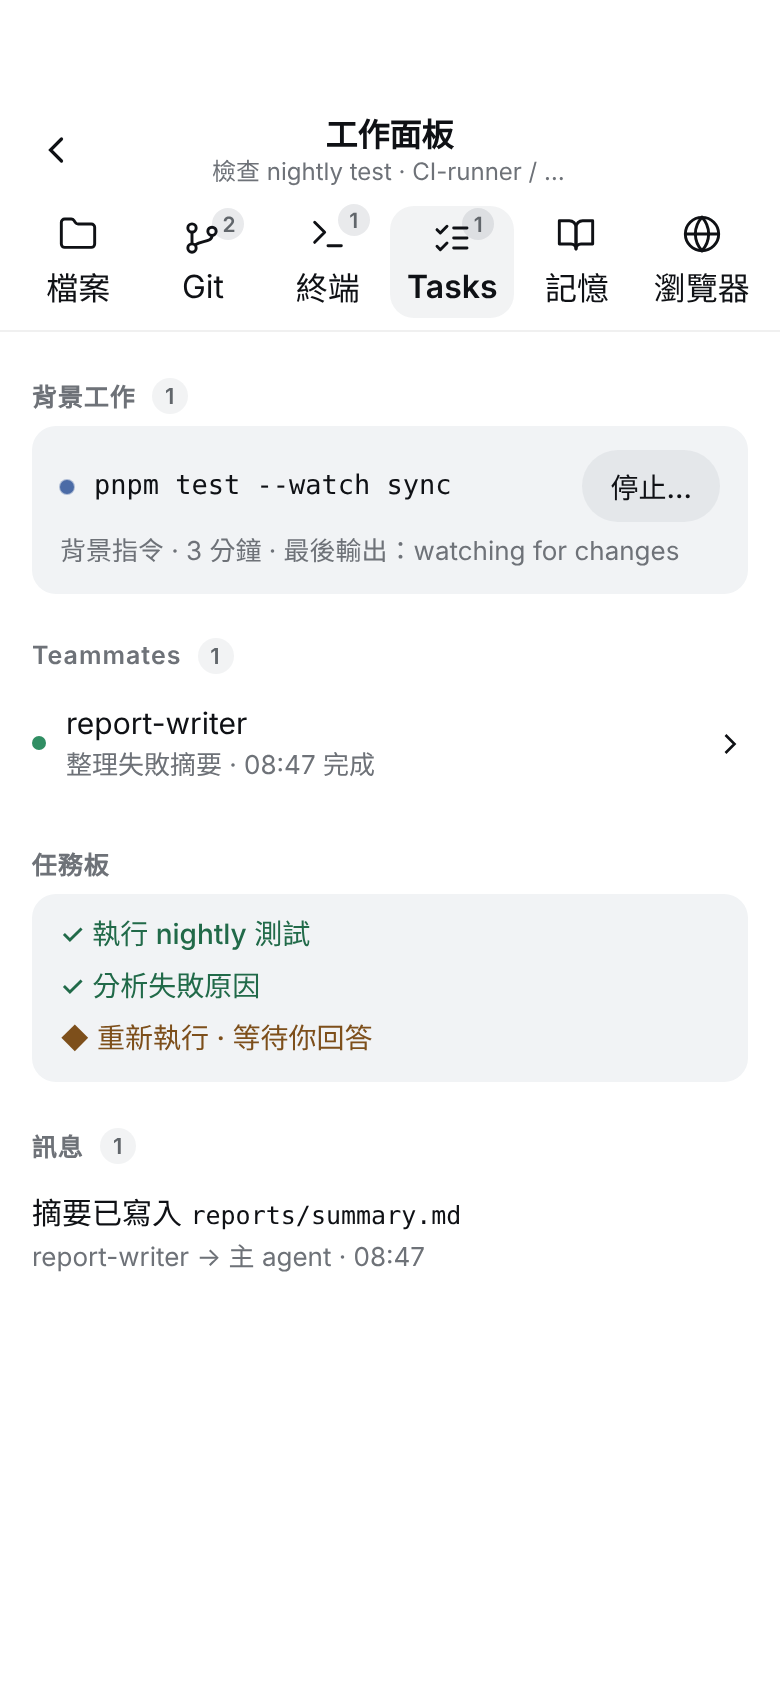 工作面板
檢查 nightly test · CI-runner / ...
2
1
1
檔案
Git
終端
Tasks
記憶
瀏覽器
背景工作 1
pnpm test --watch sync
停止...
背景指令 · 3 分鐘 · 最後輸出：watching for changes
Teammates 1
report-writer
整理失敗摘要 · 08:47 完成
任務板
✓ 執行 nightly 測試
✓ 分析失敗原因
◆ 重新執行 · 等待你回答
訊息 1
摘要已寫入 reports/summary.md
report-writer → 主 agent · 08:47